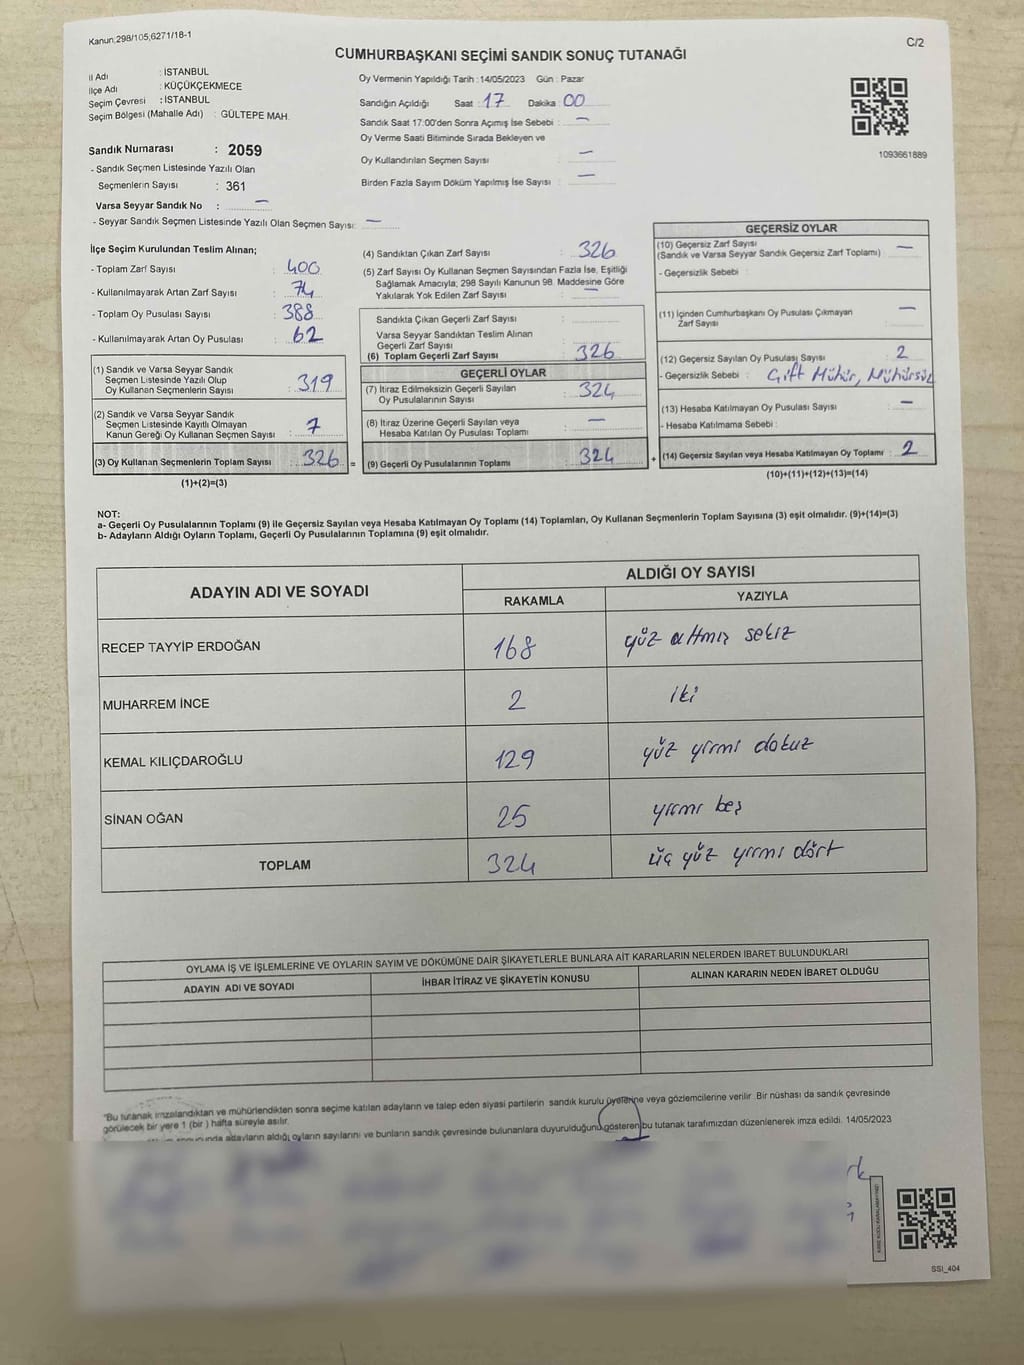 Kanun,298/105,6271/18-1
C/2
CUMHURBAŞKANI SEÇİMİ SANDIK SONUÇ TUTANAĞI
İl Adı : İSTANBUL
İlçe Adı : KÜÇÜKÇEKMECE
Seçim Çevresi : İSTANBUL
Seçim Bölgesi (Mahalle Adı) : GÜLTEPE MAH.
Sandık Numarası : 2059
- Sandık Seçmen Listesinde Yazılı Olan
Seçmenlerin Sayısı : 361
Varsa Seyyar Sandık No : —
- Seyyar Sandık Seçmen Listesinde Yazılı Olan Seçmen Sayısı: —
Oy Vermenin Yapıldığı Tarih : 14/05/2023 Gün : Pazar
Sandığın Açıldığı Saat : 17 Dakika : 00
Sandık Saat 17:00'den Sonra Açımış İse Sebebi : —
Oy Verme Saati Bitiminde Sırada Bekleyen ve
Oy Kullandırılan Seçmen Sayısı : —
Birden Fazla Sayım Döküm Yapılmış İse Sayısı : —
1093661889
İlçe Seçim Kurulundan Teslim Alınan;
- Toplam Zarf Sayısı : 400
- Kullanılmayarak Artan Zarf Sayısı : 74
- Toplam Oy Pusulası Sayısı : 388
- Kullanılmayarak Artan Oy Pusulası : 62
(1) Sandık ve Varsa Seyyar Sandık
Seçmen Listesinde Yazılı Olup
Oy Kullanan Seçmenlerin Sayısı : 319
(2) Sandık ve Varsa Seyyar Sandık
Seçmen Listesinde Kayıtlı Olmayan
Kanun Gereği Oy Kullanan Seçmen Sayısı : 7
(3) Oy Kullanan Seçmenlerin Toplam Sayısı : 326 =
(1)+(2)=(3)
(4) Sandıktan Çıkan Zarf Sayısı : 326
(5) Zarf Sayısı Oy Kullanan Seçmen Sayısından Fazla İse, Eşitliği
Sağlamak Amacıyla; 298 Sayılı Kanunun 98. Maddesine Göre
Yakılarak Yok Edilen Zarf Sayısı : —
Sandıkta Çıkan Geçerli Zarf Sayısı :
Varsa Seyyar Sandıktan Teslim Alınan
Geçerli Zarf Sayısı :
(6) Toplam Geçerli Zarf Sayısı : 326
GEÇERLİ OYLAR
(7) İtiraz Edilmeksizin Geçerli Sayılan
Oy Pusulalarının Sayısı : 324
(8) İtiraz Üzerine Geçerli Sayılan veya
Hesaba Katılan Oy Pusulası Toplamı : —
(9) Geçerli Oy Pusulalarının Toplamı : 324 +
GEÇERSİZ OYLAR
(10) Geçersiz Zarf Sayısı
(Sandık ve Varsa Seyyar Sandık Geçersiz Zarf Toplamı) : —
- Geçersizlik Sebebi :
(11) İçinden Cumhurbaşkanı Oy Pusulası Çıkmayan
Zarf Sayısı : —
(12) Geçersiz Sayılan Oy Pusulası Sayısı : 2
- Geçersizlik Sebebi : Çift Mühür, Mühürsüz
(13) Hesaba Katılmayan Oy Pusulası Sayısı : —
- Hesaba Katılmama Sebebi :
(14) Geçersiz Sayılan veya Hesaba Katılmayan Oy Toplamı : 2
(10)+(11)+(12)+(13)=(14)
NOT:
a- Geçerli Oy Pusulalarının Toplamı (9) ile Geçersiz Sayılan veya Hesaba Katılmayan Oy Toplamı (14) Toplamları, Oy Kullanan Seçmenlerin Toplam Sayısına (3) eşit olmalıdır. (9)+(14)=(3)
b- Adayların Aldığı Oyların Toplamı, Geçerli Oy Pusulalarının Toplamına (9) eşit olmalıdır.
ADAYIN ADI VE SOYADI
ALDIĞI OY SAYISI
RAKAMLA YAZIYLA
RECEP TAYYİP ERDOĞAN 168 yüz altmış sekiz
MUHARREM İNCE 2 iki
KEMAL KILIÇDAROĞLU 129 yüz yirmi dokuz
SİNAN OĞAN 25 yirmi beş
TOPLAM 324 üç yüz yirmi dört
OYLAMA İŞ VE İŞLEMLERİNE VE OYLARIN SAYIM VE DÖKÜMÜNE DAİR ŞİKAYETLERLE BUNLARA AİT KARARLARIN NELERDEN İBARET BULUNDUKLARI
ADAYIN ADI VE SOYADI İHBAR İTİRAZ VE ŞİKAYETİN KONUSU ALINAN KARARIN NEDEN İBARET OLDUĞU
*Bu tutanak imzalandıktan ve mühürlendikten sonra seçime katılan adayların ve talep eden siyasi partilerin sandık kurulu üyelerine veya gözlemcilerine verilir. Bir nüshası da sandık çevresinde
görülecek bir yere 1 (bir ) hafta süreyle asılır.
adayların aldığı oyların sayılarını ve bunların sandık çevresinde bulunanlara duyurulduğunu gösteren bu tutanak tarafımızdan düzenlenerek imza edildi. 14/05/2023
SSI_404